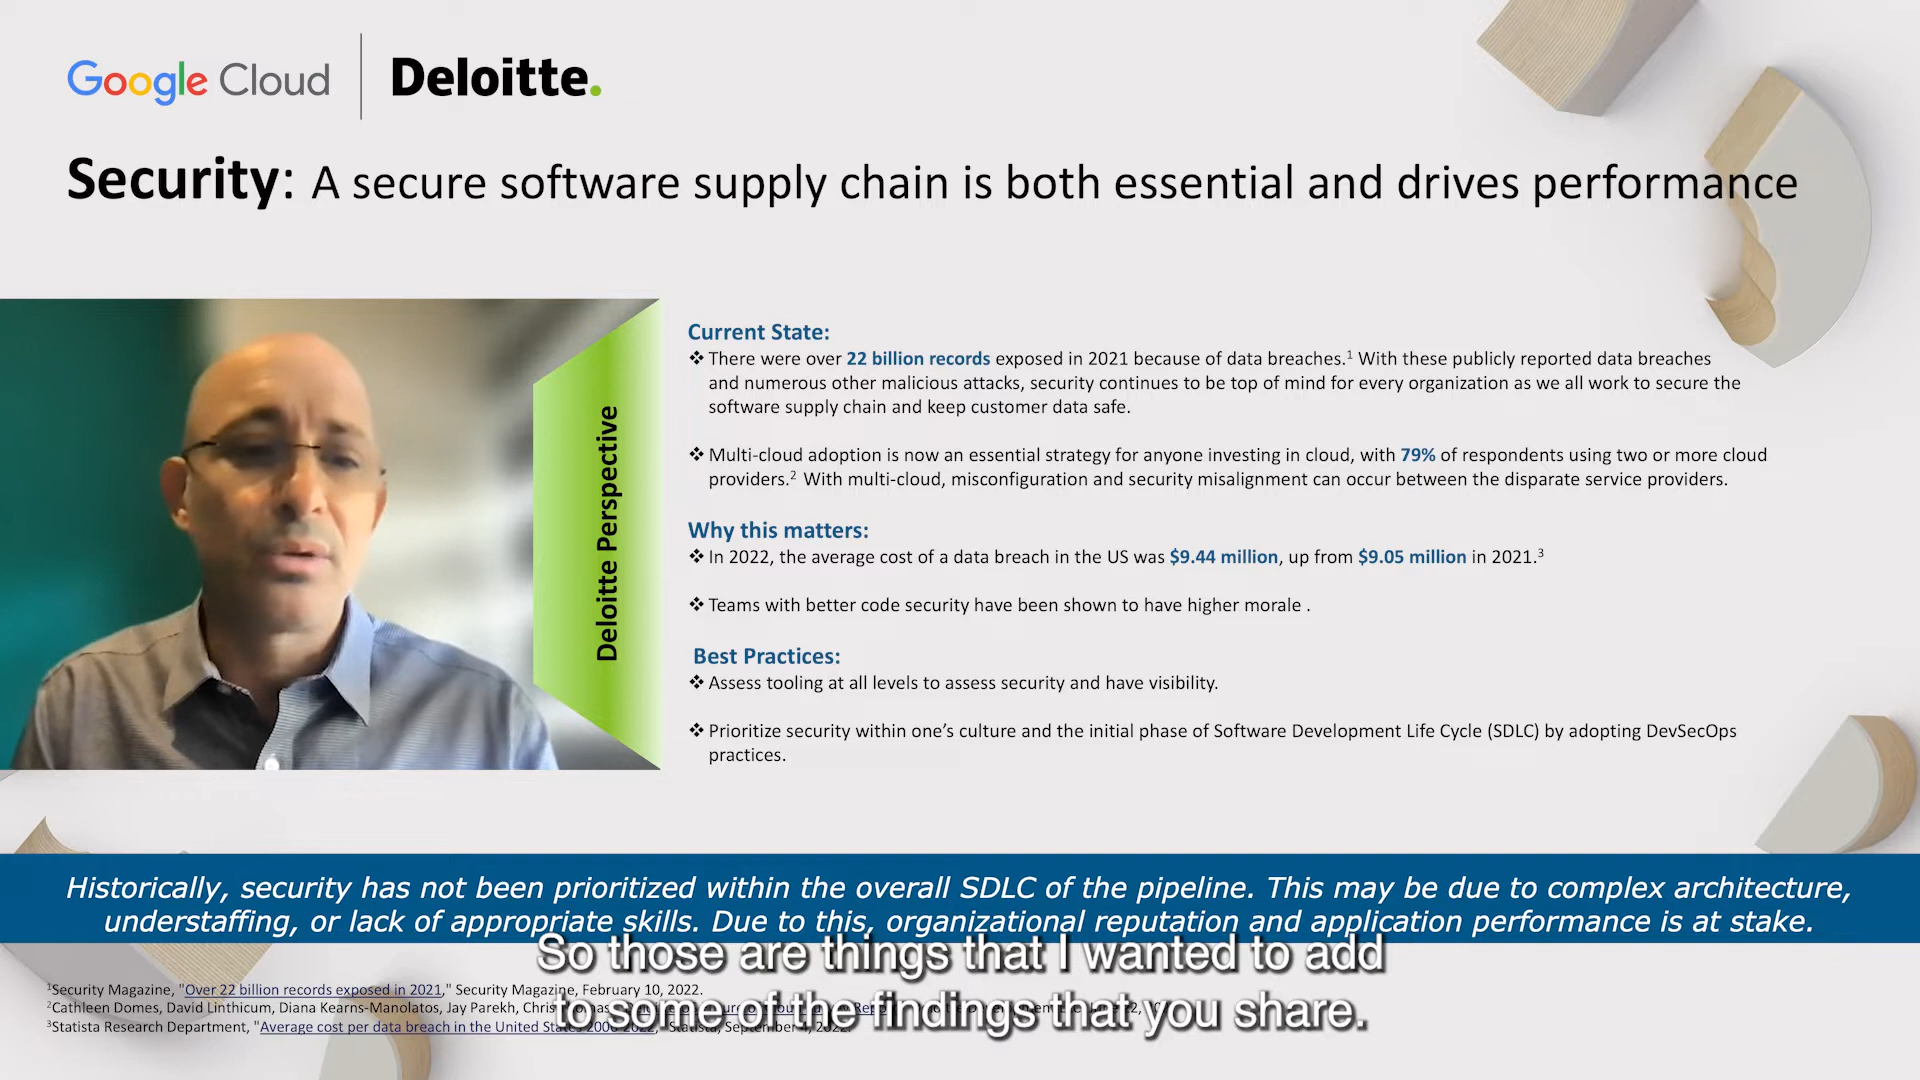 Google Cloud
Deloitte.
Security: A secure software supply chain is both essential and drives performance
Deloitte Perspective
Current State:
❖ There were over 22 billion records exposed in 2021 because of data breaches.1 With these publicly reported data breaches
and numerous other malicious attacks, security continues to be top of mind for every organization as we all work to secure the
software supply chain and keep customer data safe.
❖ Multi-cloud adoption is now an essential strategy for anyone investing in cloud, with 79% of respondents using two or more cloud
providers.2 With multi-cloud, misconfiguration and security misalignment can occur between the disparate service providers.
Why this matters:
❖ In 2022, the average cost of a data breach in the US was $9.44 million, up from $9.05 million in 2021.3
❖ Teams with better code security have been shown to have higher morale .
Best Practices:
❖ Assess tooling at all levels to assess security and have visibility.
❖ Prioritize security within one’s culture and the initial phase of Software Development Life Cycle (SDLC) by adopting DevSecOps
practices.
Historically, security has not been prioritized within the overall SDLC of the pipeline. This may be due to complex architecture,
understaffing, or lack of appropriate skills. Due to this, organizational reputation and application performance is at stake.
So those are things that I wanted to add
to some of the findings that you share.
1Security Magazine, "Over 22 billion records exposed in 2021," Security Magazine, February 10, 2022.
2Cathleen Domes, David Linthicum, Diana Kearns-Manolatos, Jay Parekh, Chris
3Statista Research Department, "Average cost per data breach in the United States 2006-2022," Statista, September 4, 2022.